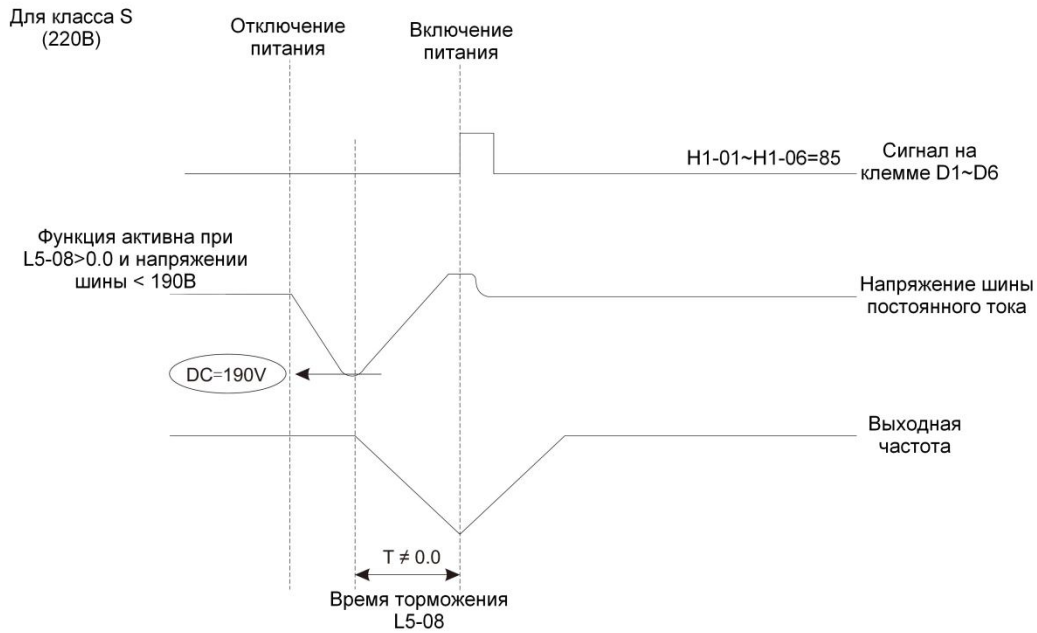 Для класса S
(220В)
Отключение
питания
Включение
питания
H1-01~H1-06=85
Сигнал на
клемме D1~D6
Функция активна при
L5-08>0.0 и напряжении
шины < 190В
Напряжение шины
постоянного тока
DC=190V
Выходная
частота
T ≠ 0.0
Время торможения
L5-08